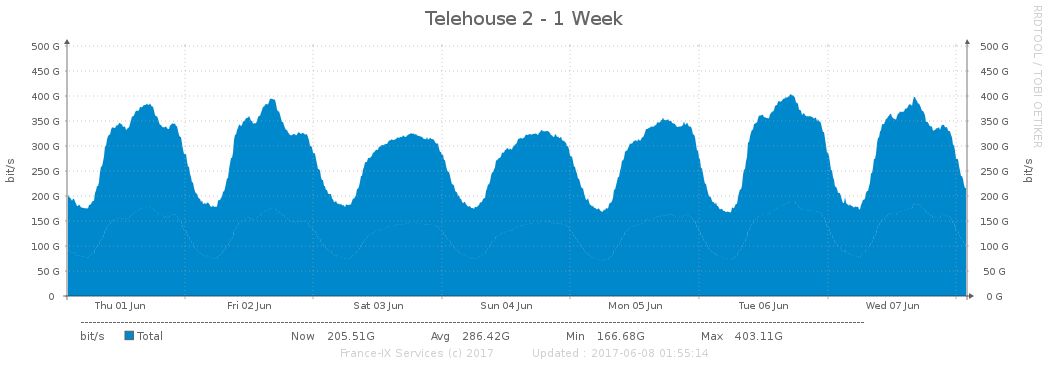 Telehouse 2 - 1 Week
RRDTOOL / TOBI OETIKER
500 G 500 G
450 G 450 G
400 G 400 G
350 G 350 G
300 G 300 G
250 G 250 G
200 G 200 G
150 G 150 G
100 G 100 G
50 G 50 G
0 0 G
bit/s bit/s
Thu 01 Jun Fri 02 Jun Sat 03 Jun Sun 04 Jun Mon 05 Jun Tue 06 Jun Wed 07 Jun
bit/s Total Now 205.51G Avg 286.42G Min 166.68G Max 403.11G
France-IX Services (c) 2017 Updated : 2017-06-08 01:55:14